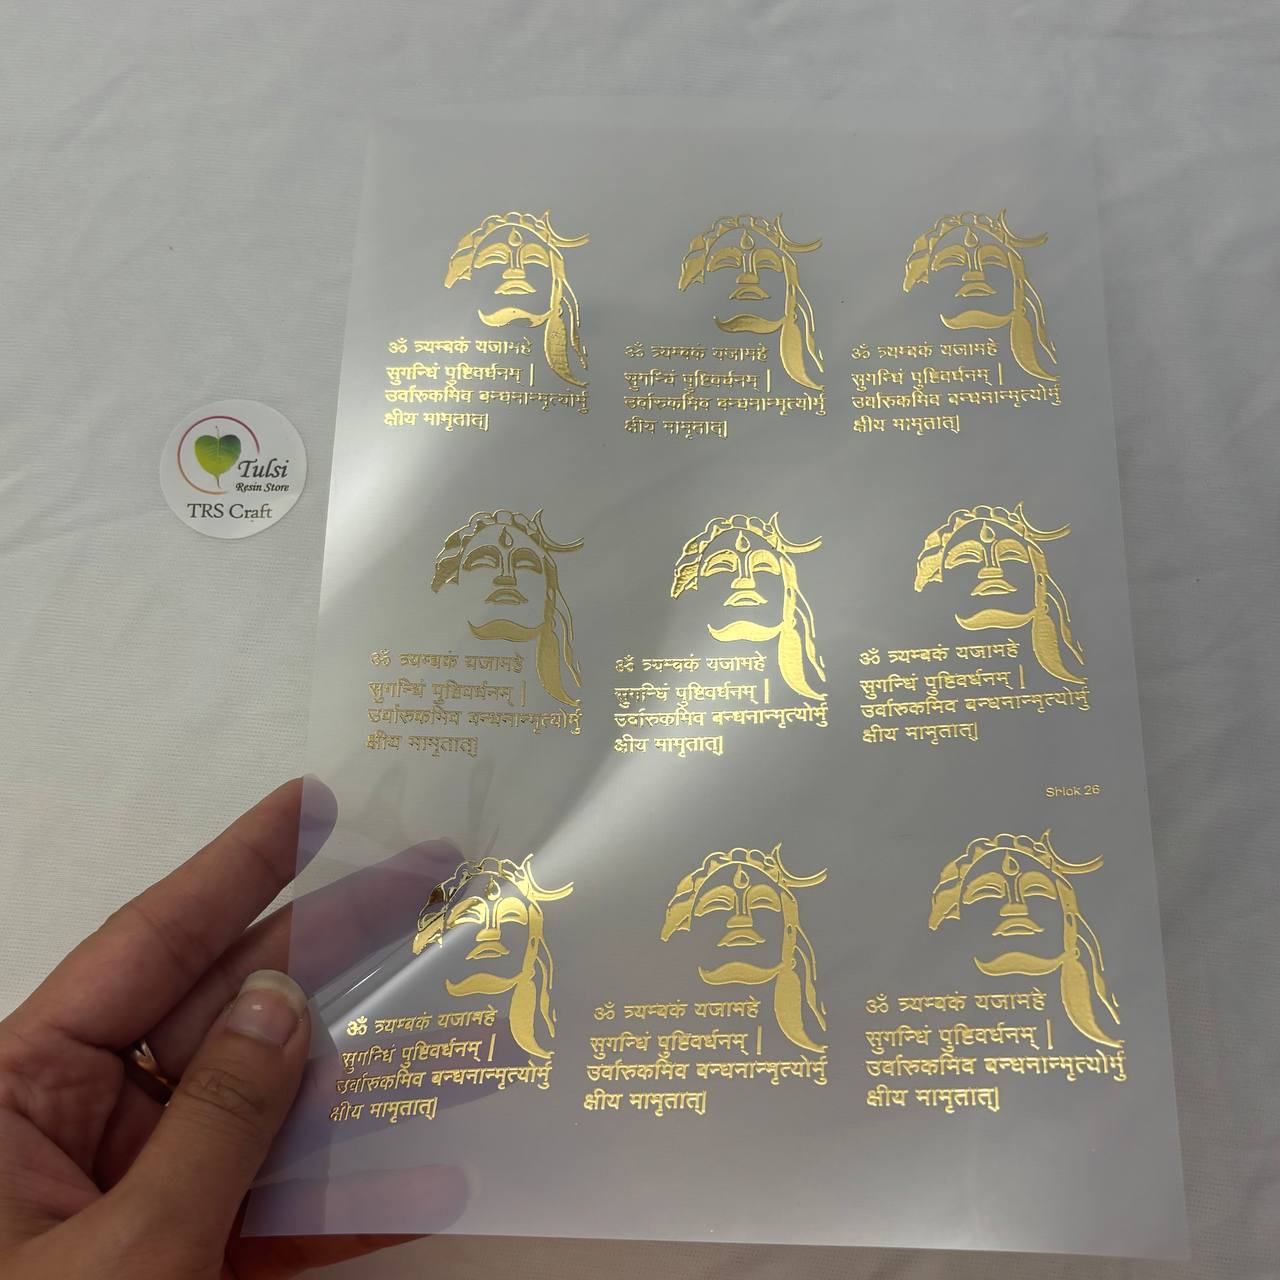 ॐ त्र्यम्बकं यजामहे
सुगन्धिं पुष्टिवर्धनम् |
उर्वारुकमिव बन्धनान्मृत्योर्मु
क्षीय मामृतात्|
ॐ त्र्यम्बकं यजामहे
सुगन्धिं पुष्टिवर्धनम् |
उर्वारुकमिव बन्धनान्मृत्योर्मु
क्षीय मामृतात्|
ॐ त्र्यम्बकं यजामहे
सुगन्धिं पुष्टिवर्धनम् |
उर्वारुकमिव बन्धनान्मृत्योर्मु
क्षीय मामृतात्|
Tulsi
Resin Store
TRS Craft
ॐ त्र्यम्बकं यजामहे
सुगन्धिं पुष्टिवर्धनम् |
उर्वारुकमिव बन्धनान्मृत्योर्मु
क्षीय मामृतात्|
ॐ त्र्यम्बकं यजामहे
सुगन्धिं पुष्टिवर्धनम् |
उर्वारुकमिव बन्धनान्मृत्योर्मु
क्षीय मामृतात्|
ॐ त्र्यम्बकं यजामहे
सुगन्धिं पुष्टिवर्धनम् |
उर्वारुकमिव बन्धनान्मृत्योर्मु
क्षीय मामृतात्|
Shlok 26
ॐ त्र्यम्बकं यजामहे
सुगन्धिं पुष्टिवर्धनम् |
उर्वारुकमिव बन्धनान्मृत्योर्मु
क्षीय मामृतात्|
ॐ त्र्यम्बकं यजामहे
सुगन्धिं पुष्टिवर्धनम् |
उर्वारुकमिव बन्धनान्मृत्योर्मु
क्षीय मामृतात्|
ॐ त्र्यम्बकं यजामहे
सुगन्धिं पुष्टिवर्धनम् |
उर्वारुकमिव बन्धनान्मृत्योर्मु
क्षीय मामृतात्|